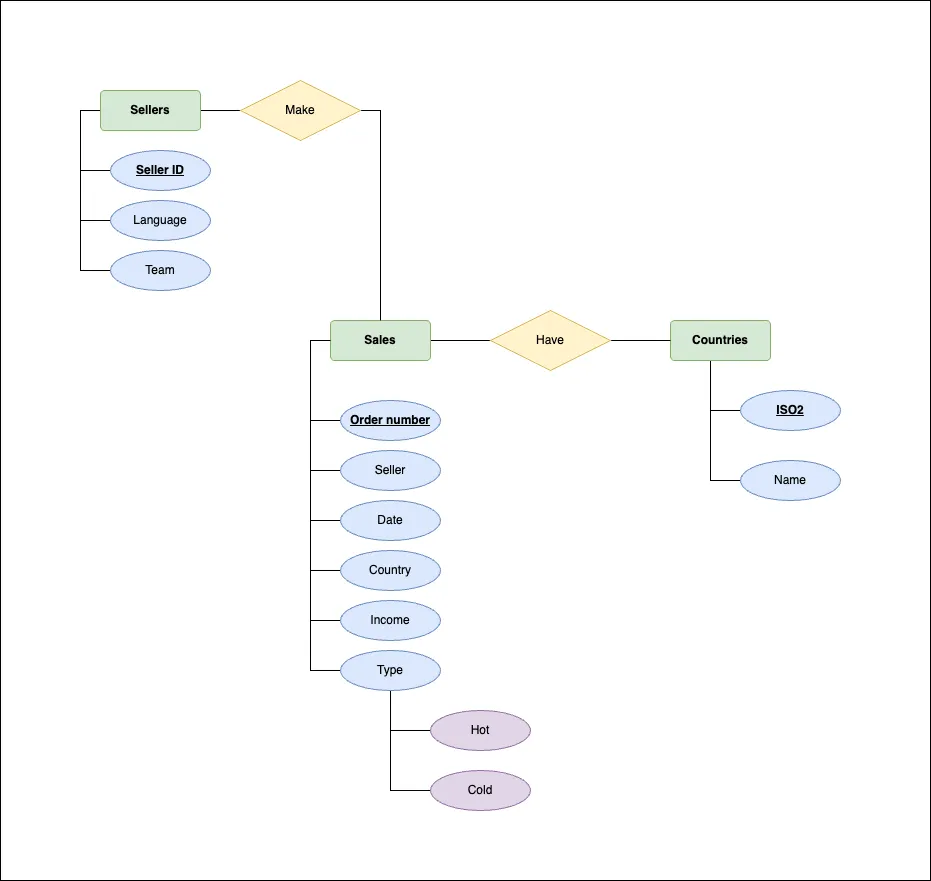 Sellers
Make
Seller ID
Language
Team
Sales
Have
Countries
Order number
Seller
Date
Country
Income
Type
Hot
Cold
ISO2
Name